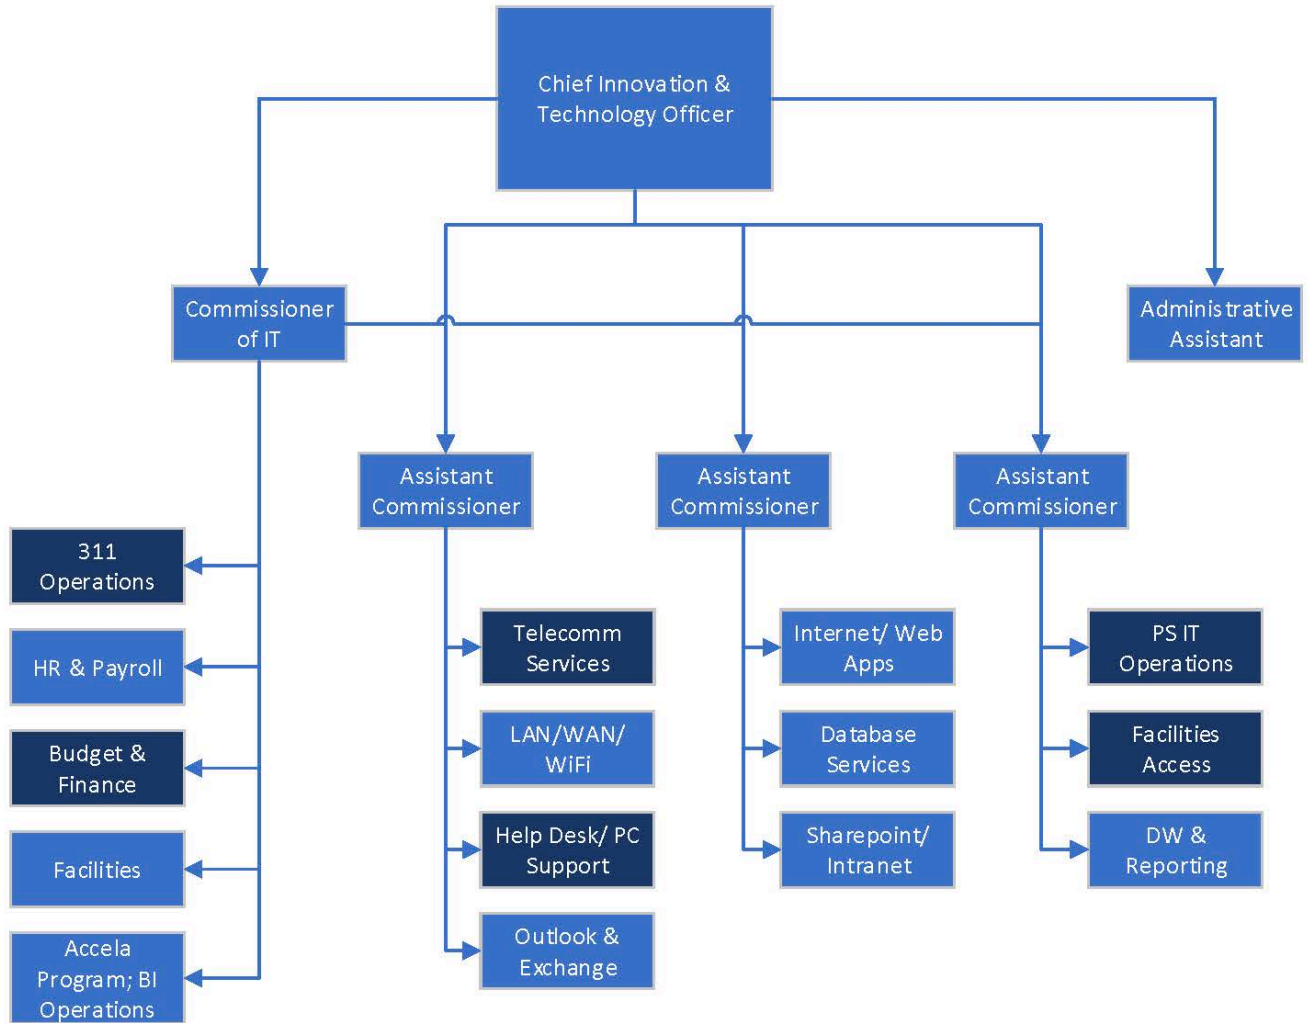 Chief Innovation &
Technology Officer
Commissioner
of IT
Administrative
Assistant
Assistant
Commissioner
Assistant
Commissioner
Assistant
Commissioner
311
Operations
HR & Payroll
Budget &
Finance
Facilities
Accela
Program; BI
Operations
Telecomm
Services
LAN/WAN/
WiFi
Help Desk/ PC
Support
Outlook &
Exchange
Internet/ Web
Apps
Database
Services
Sharepoint/
Intranet
PS IT
Operations
Facilities
Access
DW &
Reporting